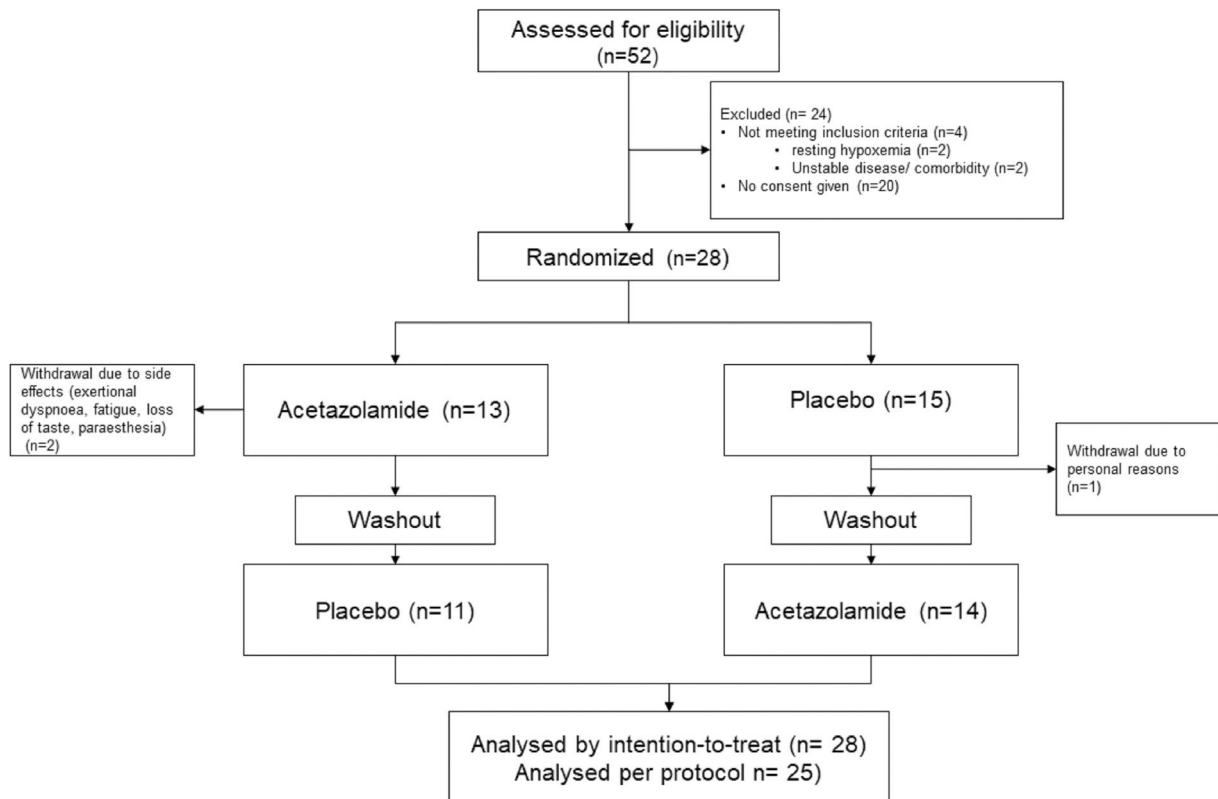 Assessed for eligibility
(n=52)
Excluded (n= 24)
• Not meeting inclusion criteria (n=4)
• resting hypoxemia (n=2)
• Unstable disease/ comorbidity (n=2)
• No consent given (n=20)
Randomized (n=28)
Withdrawal due to side
effects (exertional
dyspnoea, fatigue, loss
of taste, paraesthesia)
(n=2)
Acetazolamide (n=13)
Placebo (n=15)
Withdrawal due to
personal reasons
(n=1)
Washout
Washout
Placebo (n=11)
Acetazolamide (n=14)
Analysed by intention-to-treat (n= 28)
Analysed per protocol n= 25)